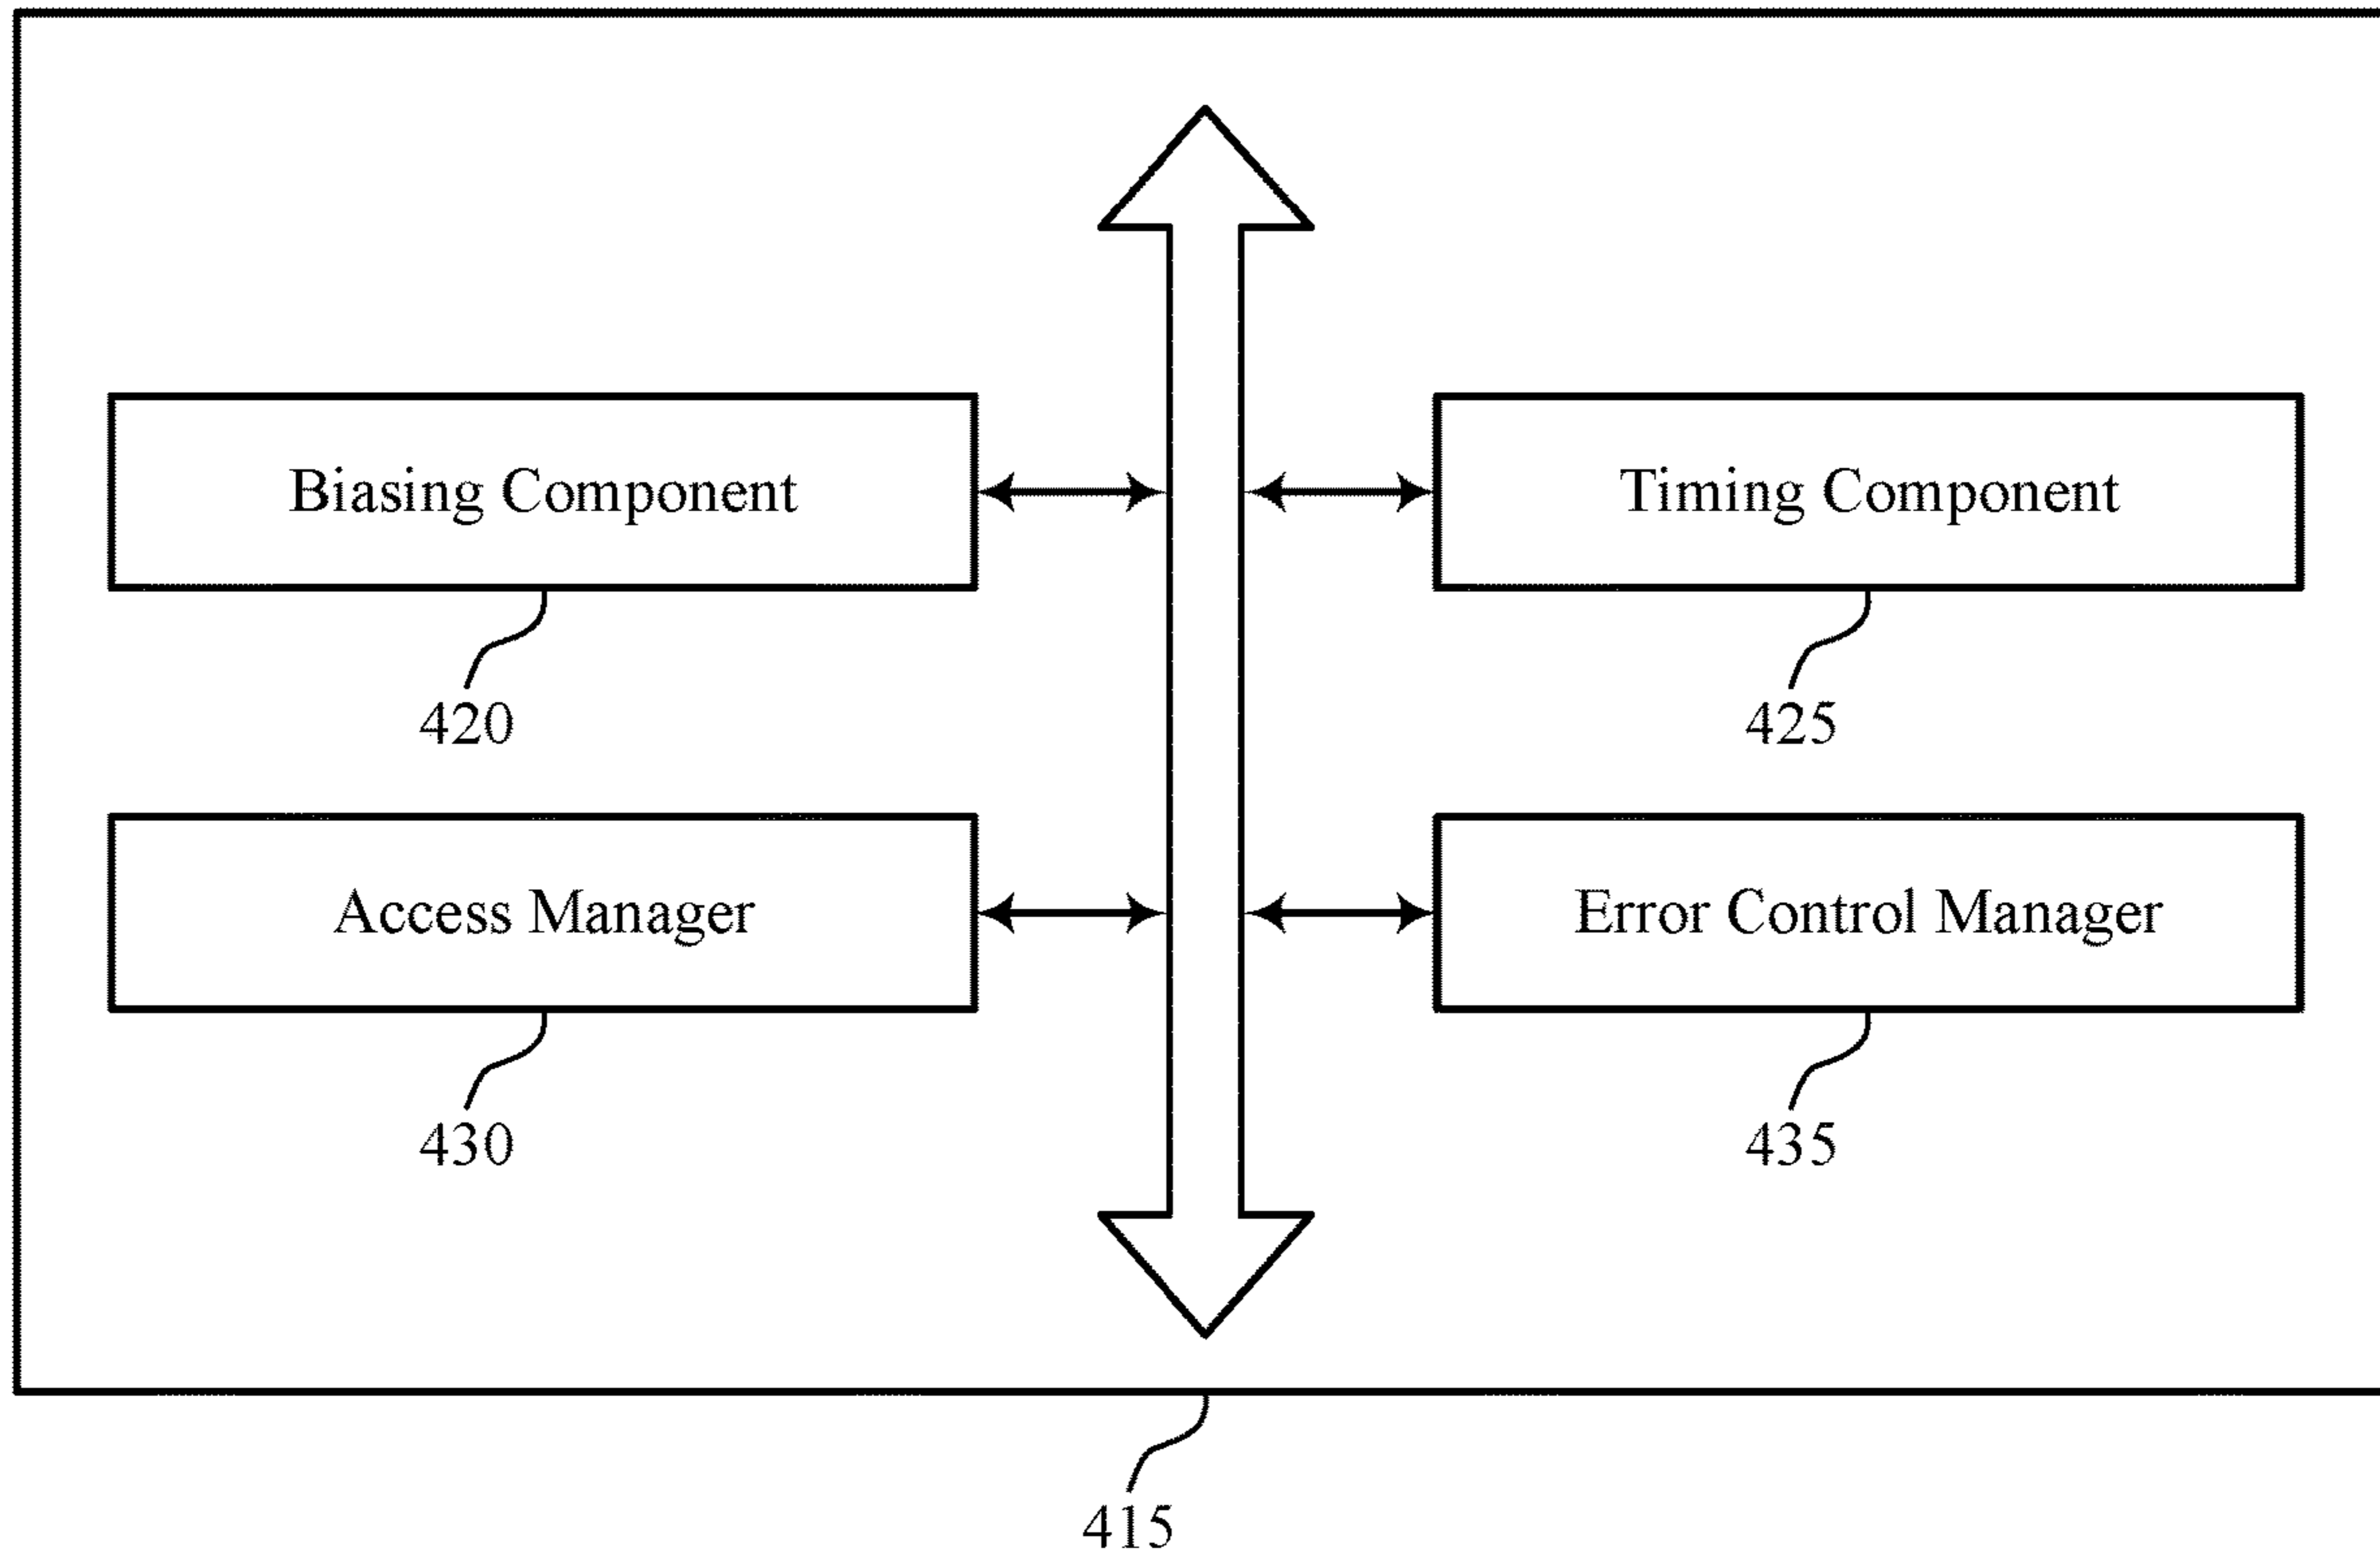 Biasing Component
Timing Component
420
425
Access Manager
Error Control Manager
430
435
415